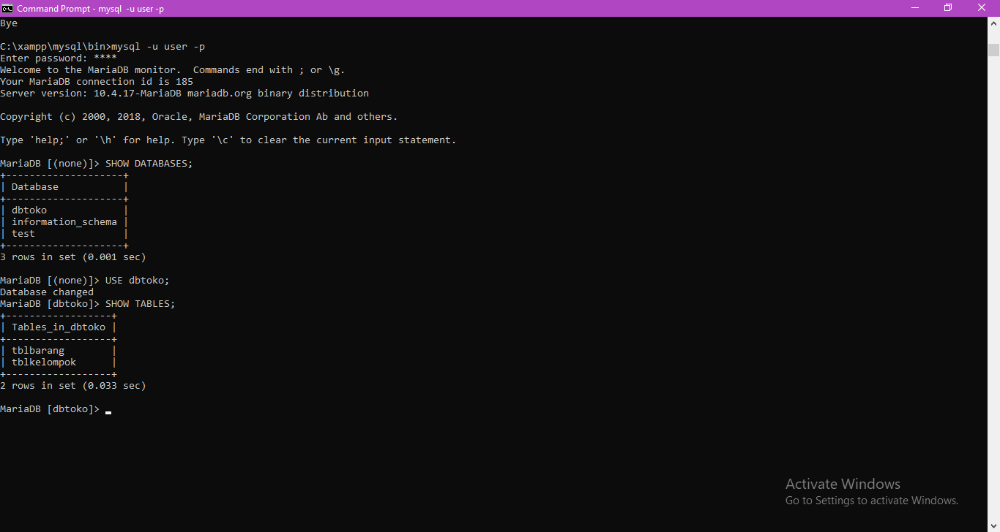 Command Prompt - mysql -u user -p
Bye
C:\xampp\mysql\bin>mysql -u user -p
Enter password: ****
Welcome to the MariaDB monitor.  Commands end with ; or \g.
Your MariaDB connection id is 185
Server version: 10.4.17-MariaDB mariadb.org binary distribution
Copyright (c) 2000, 2018, Oracle, MariaDB Corporation Ab and others.
Type 'help;' or '\h' for help. Type '\c' to clear the current input statement.
MariaDB [(none)]> SHOW DATABASES;
+--------------------+
| Database           |
+--------------------+
| dbtoko             |
| information_schema |
| test               |
+--------------------+
3 rows in set (0.001 sec)
MariaDB [(none)]> USE dbtoko;
Database changed
MariaDB [dbtoko]> SHOW TABLES;
+------------------+
| Tables_in_dbtoko |
+------------------+
| tblbarang        |
| tblkelompok      |
+------------------+
2 rows in set (0.033 sec)
MariaDB [dbtoko]>
Activate Windows
Go to Settings to activate Windows.